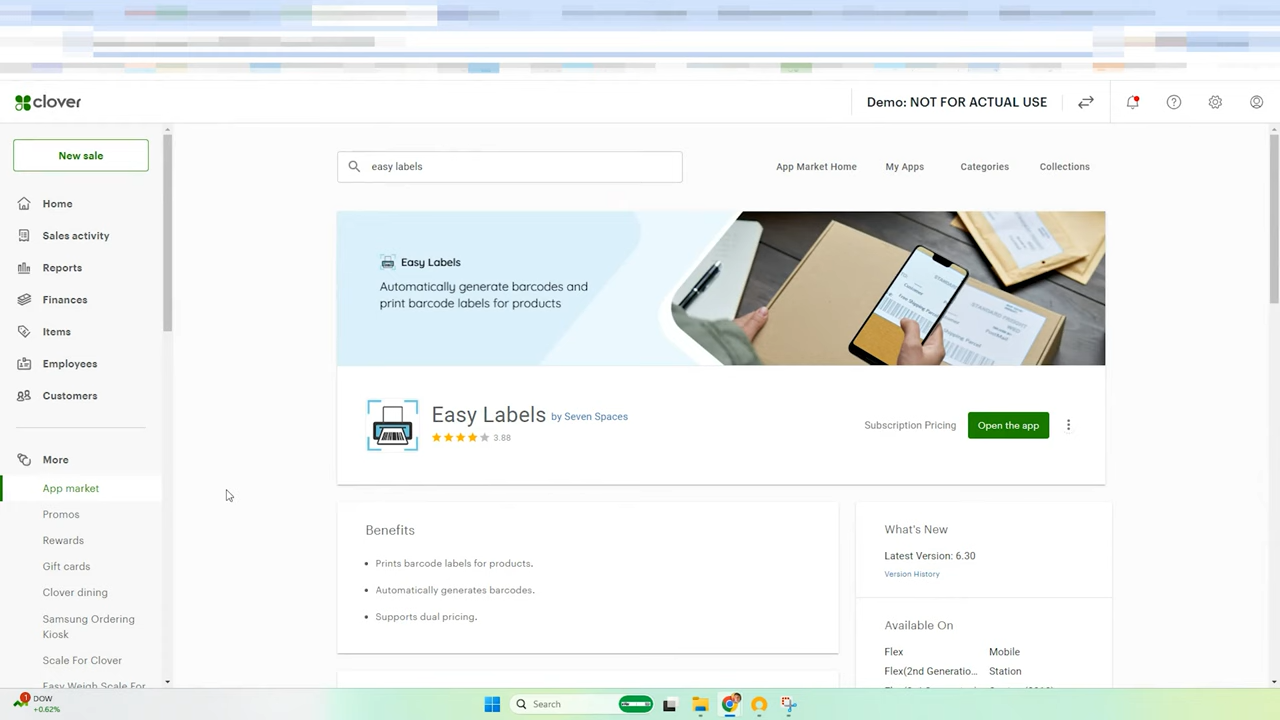 clover
Demo: NOT FOR ACTUAL USE
New sale
Home
Sales activity
Reports
Finances
Items
Employees
Customers
More
App market
Promos
Rewards
Gift cards
Clover dining
Samsung Ordering
Kiosk
Scale For Clover
Easy Weigh Scale For
easy labels
App Market Home
My Apps
Categories
Collections
Easy Labels
Automatically generate barcodes and
print barcode labels for products
Easy Labels by Seven Spaces
3.88
Subscription Pricing
Open the app
Benefits
• Prints barcode labels for products.
• Automatically generates barcodes.
• Supports dual pricing.
What's New
Latest Version: 6.30
Version History
Available On
Flex Mobile
Flex(2nd Generatio... Station
1
DOW
+0.62%
Search